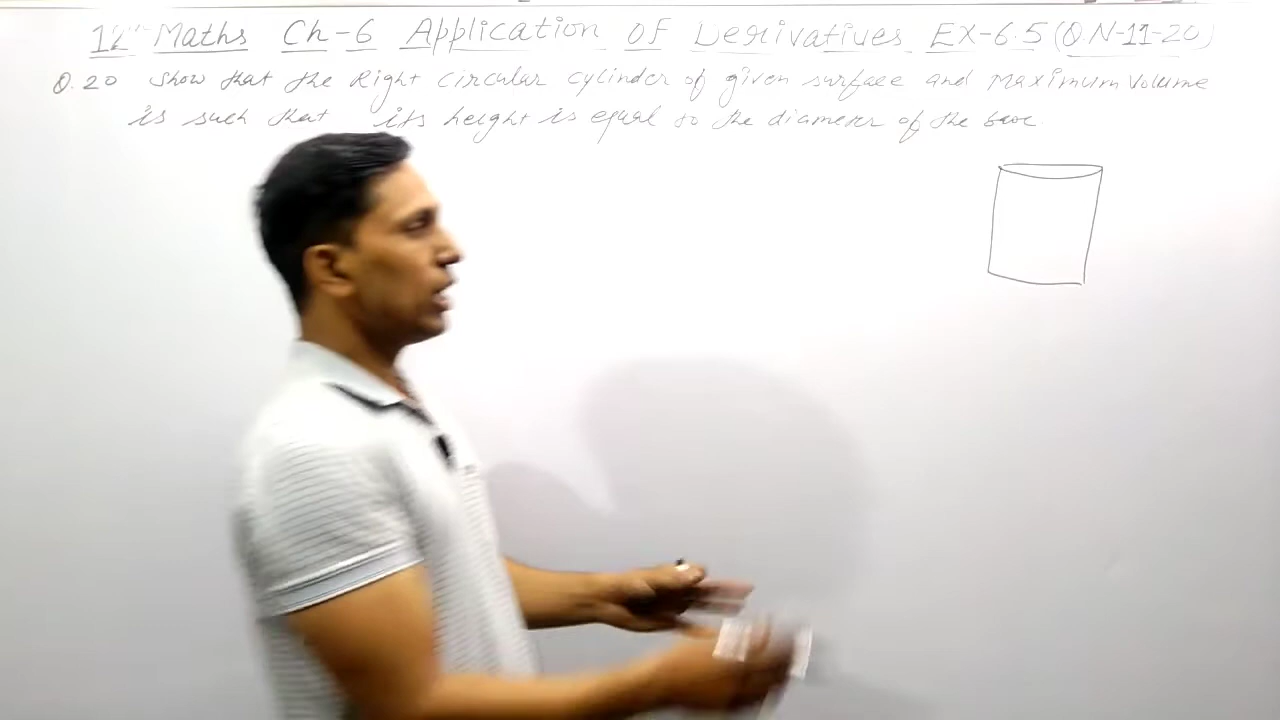 12th Maths Ch-6 Application OF Derivatives EX-6.5 (Q.N-11-20)
Q.20 Show that the Right circular cylinder of given surface and Maximum Volume
is such that its height is equal to the diameter of the base.